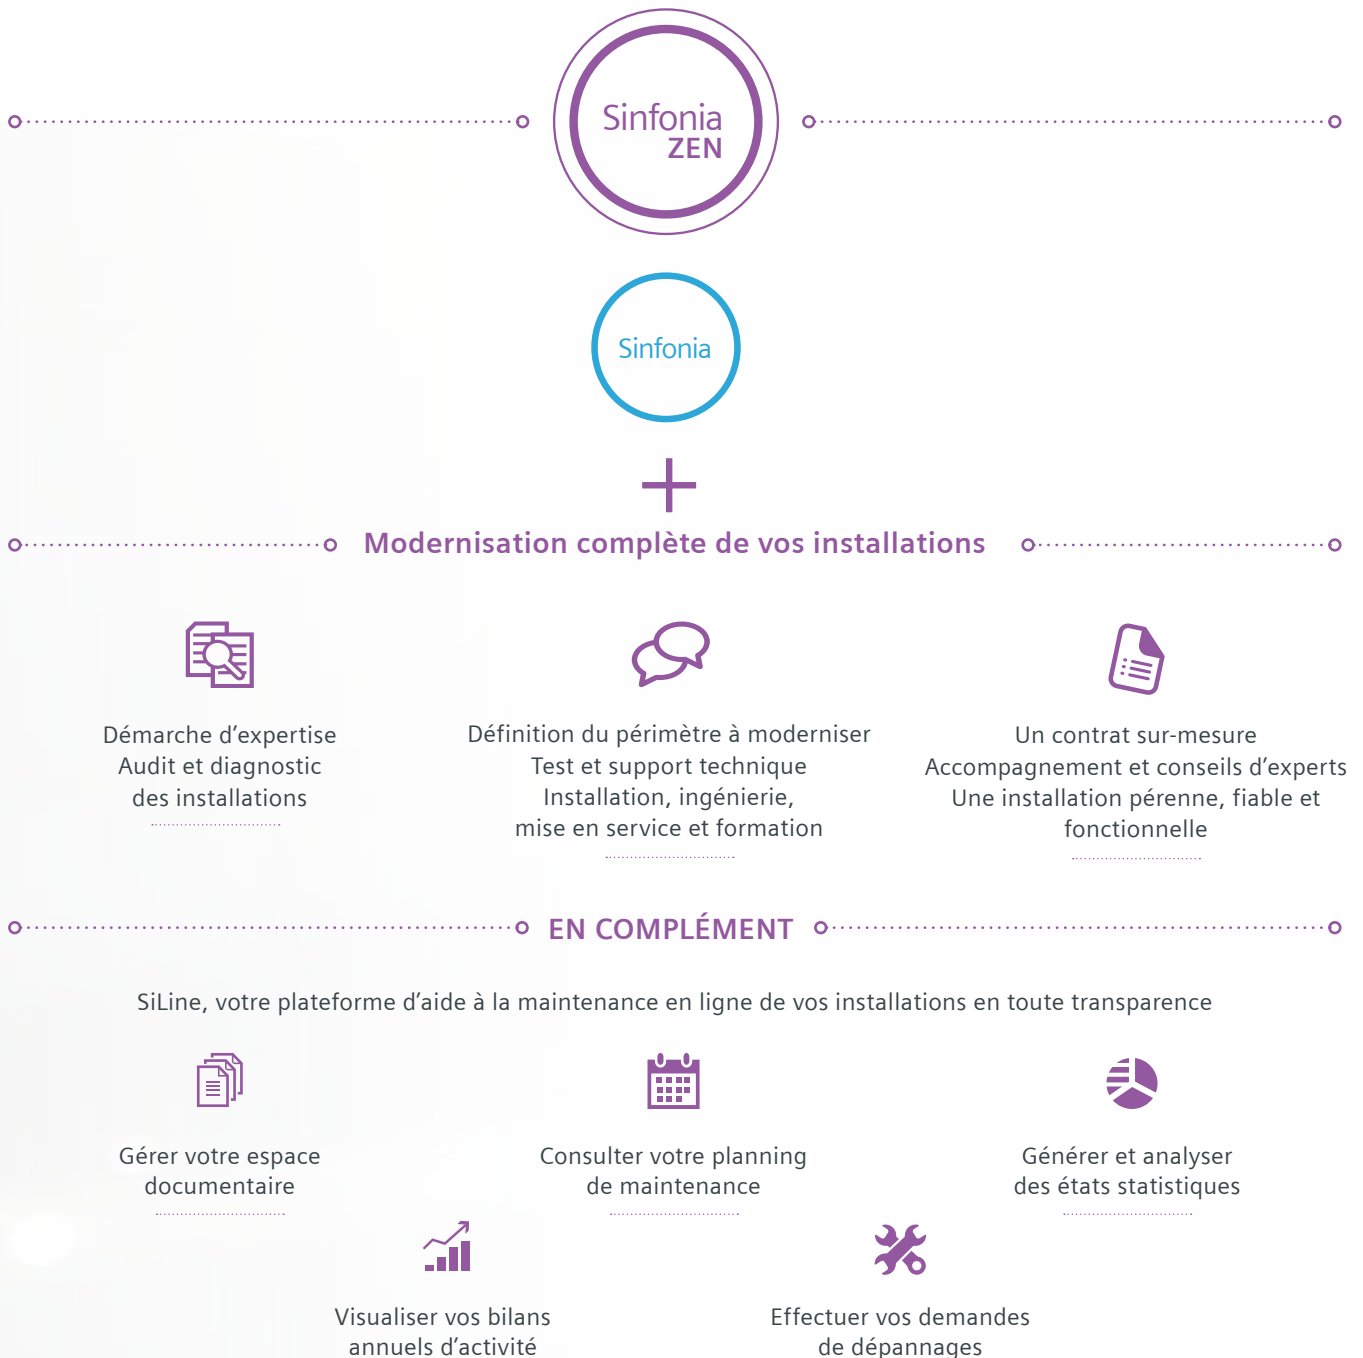 Sinfonia
ZEN
Sinfonia
Modernisation complète de vos installations
Démarche d'expertise
Audit et diagnostic
des installations
Définition du périmètre à moderniser
Test et support technique
Installation, ingénierie,
mise en service et formation
Un contrat sur-mesure
Accompagnement et conseils d'experts
Une installation pérenne, fiable et
fonctionnelle
EN COMPLÉMENT
SiLine, votre plateforme d'aide à la maintenance en ligne de vos installations en toute transparence
Gérer votre espace
documentaire
Consulter votre planning
de maintenance
Générer et analyser
des états statistiques
Visualiser vos bilans
annuels d'activité
Effectuer vos demandes
de dépannages